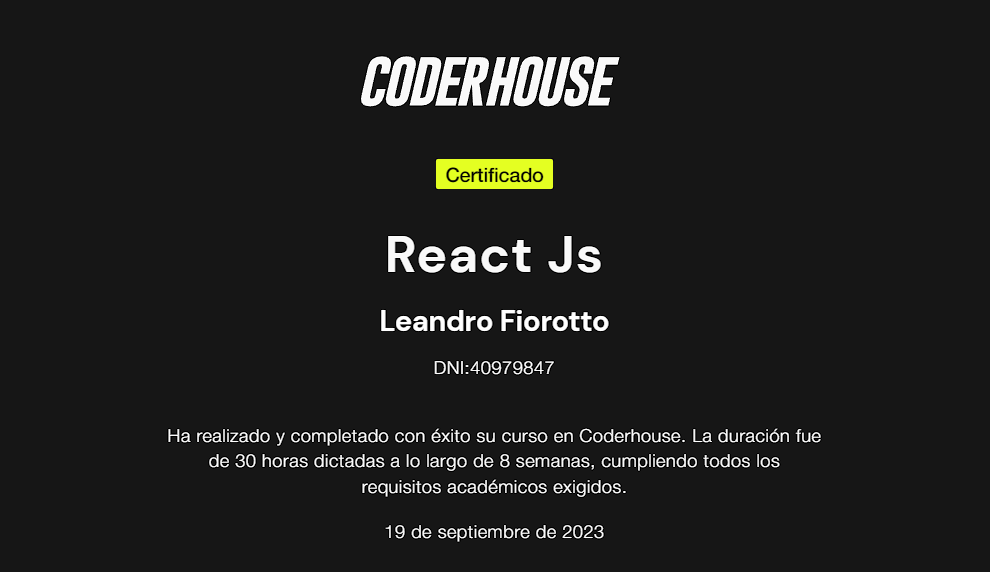 CODERHOUSE
Certificado
React Js
Leandro Fiorotto
DNI:40979847
Ha realizado y completado con éxito su curso en Coderhouse. La duración fue
de 30 horas dictadas a lo largo de 8 semanas, cumpliendo todos los
requisitos académicos exigidos.
19 de septiembre de 2023